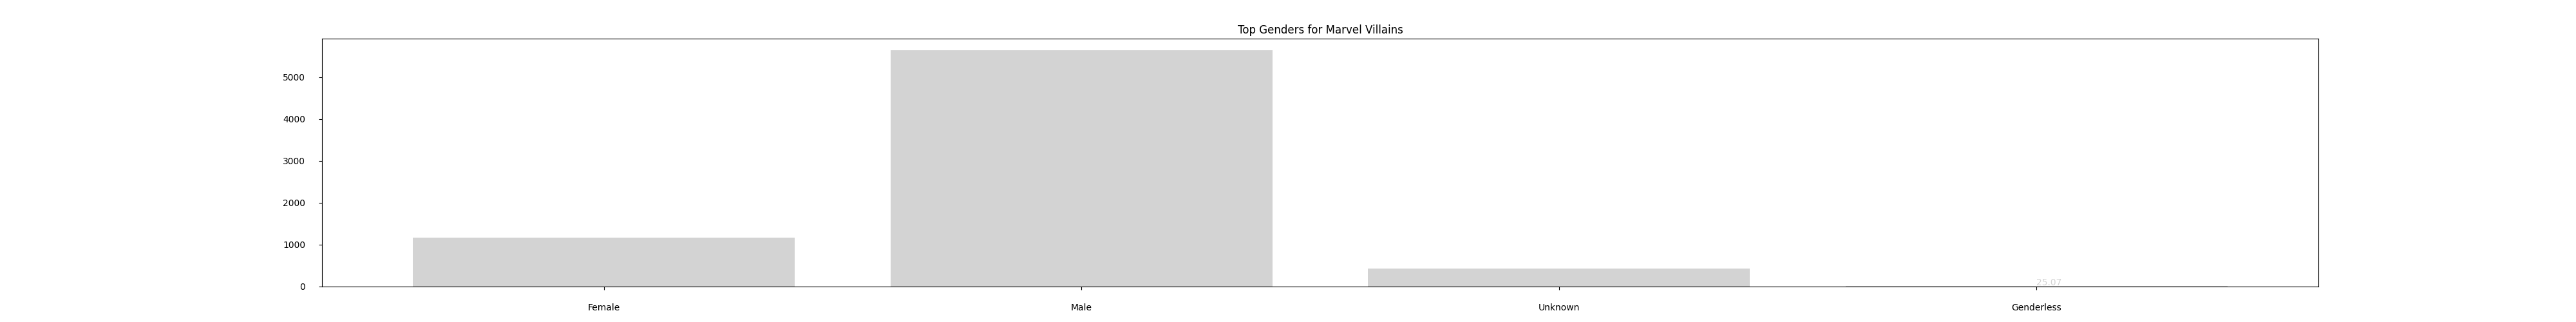 Top Genders for Marvel Villains
5000
4000
3000
2000
1000
0
25.07
Female
Male
Unknown
Genderless